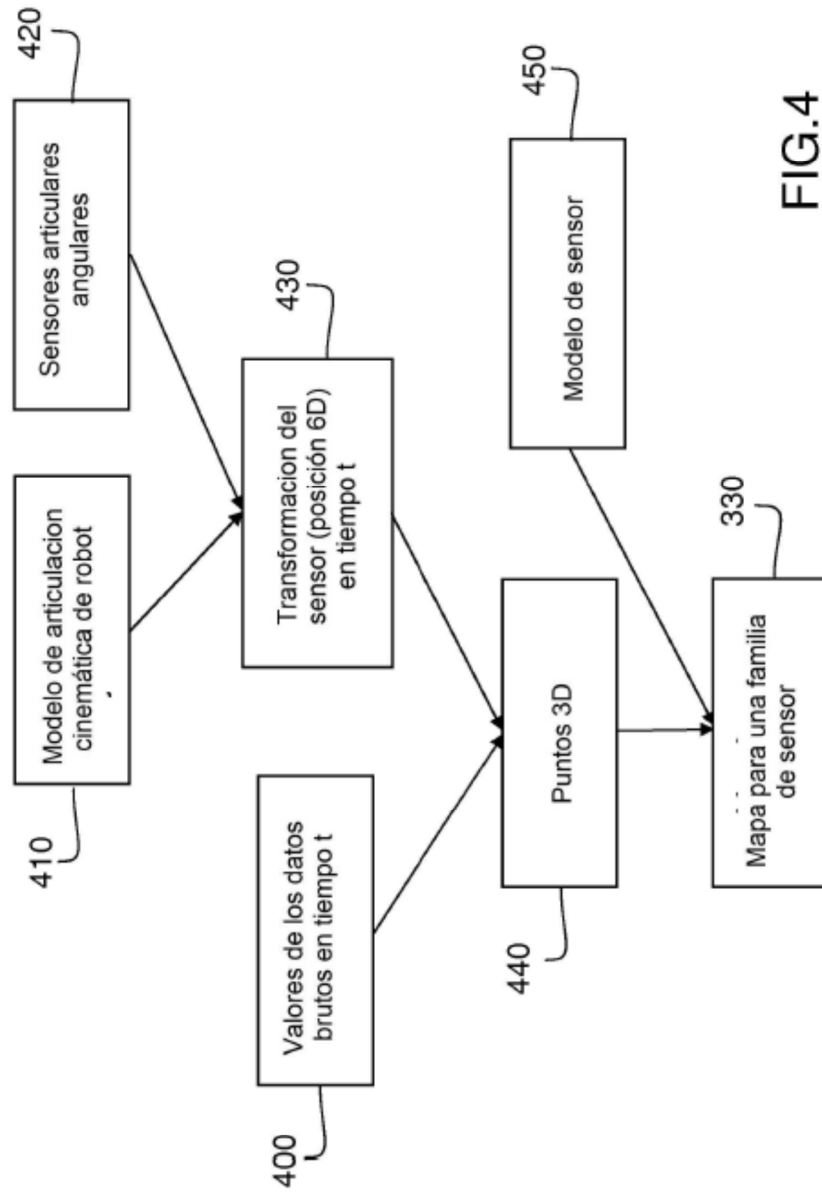 420
Sensores articulares
angulares
Modelo de articulacion
cinemática de robot
410
430
Transformacion del
sensor (posición 6D)
en tiempo t
Valores de los datos
brutos en tiempo t
400
450
Modelo de sensor
Puntos 3D
440
330
Mapa para una familia
de sensor
FIG.4